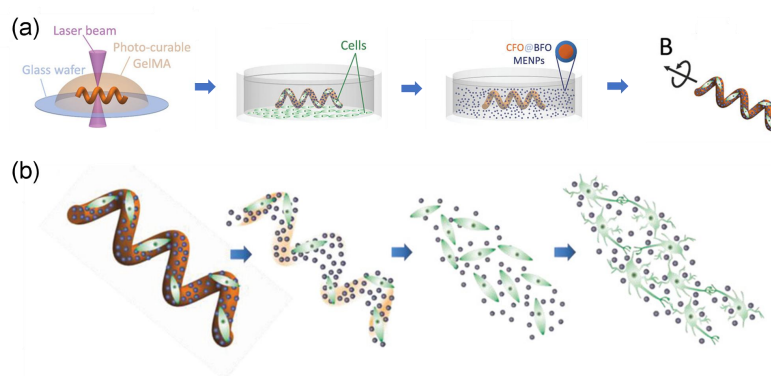 (a)
Laser beam
Photo-curable
GelMA
Glass wafer
Cells
CFO@BFO
MENPs
B
(b)